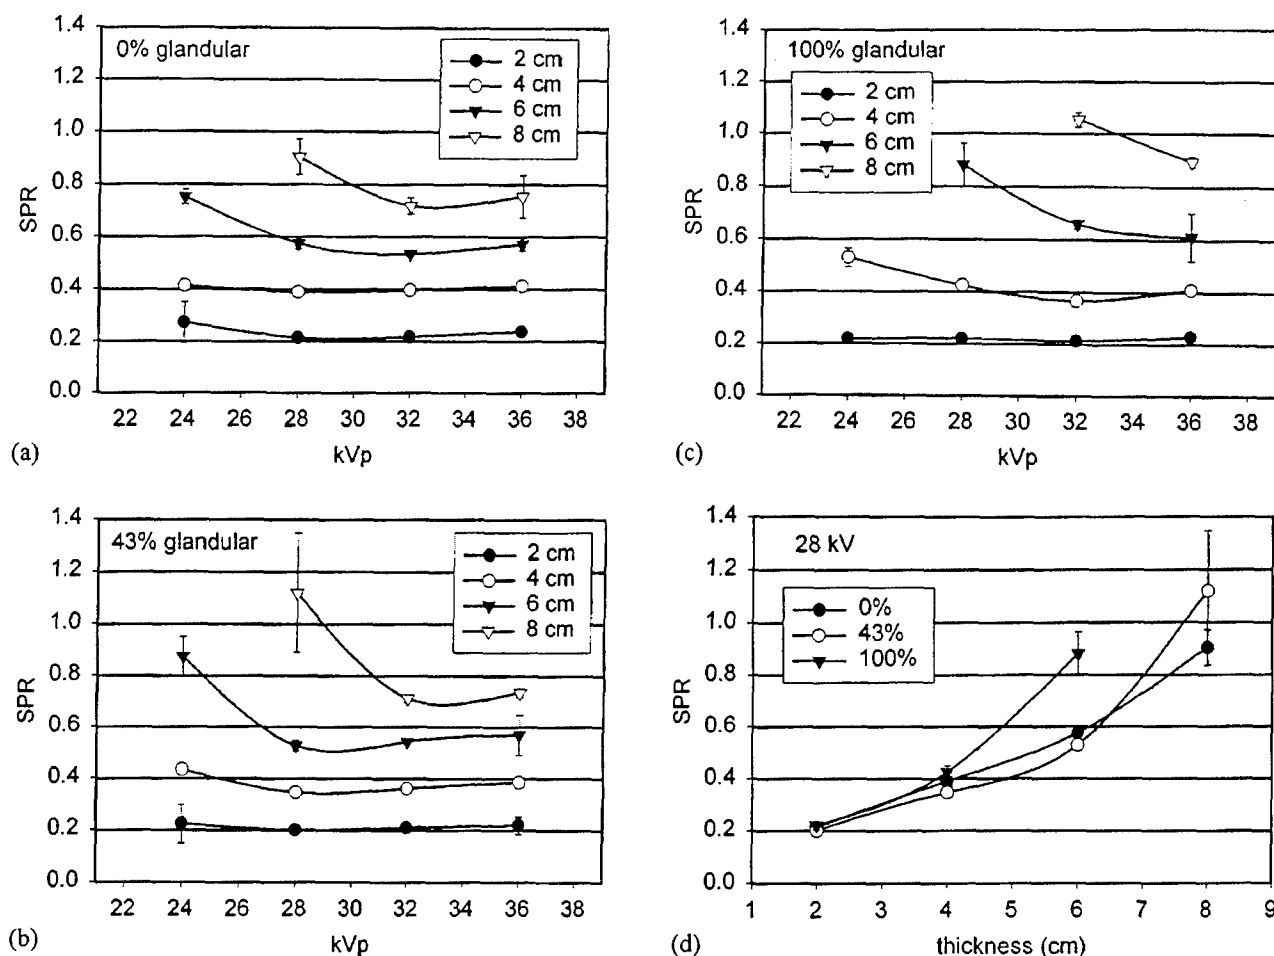 0% glandular
2 cm
4 cm
6 cm
8 cm
SPR
1.4
1.2
1.0
0.8
0.6
0.4
0.2
0.0
22 24 26 28 30 32 34 36 38
kVp
(a)
100% glandular
2 cm
4 cm
6 cm
8 cm
SPR
1.4
1.2
1.0
0.8
0.6
0.4
0.2
0.0
22 24 26 28 30 32 34 36 38
kVp
(c)
43% glandular
2 cm
4 cm
6 cm
8 cm
SPR
1.4
1.2
1.0
0.8
0.6
0.4
0.2
0.0
22 24 26 28 30 32 34 36 38
kVp
(b)
28 kV
0%
43%
100%
SPR
1.4
1.2
1.0
0.8
0.6
0.4
0.2
0.0
1 2 3 4 5 6 7 8 9
thickness (cm)
(d)